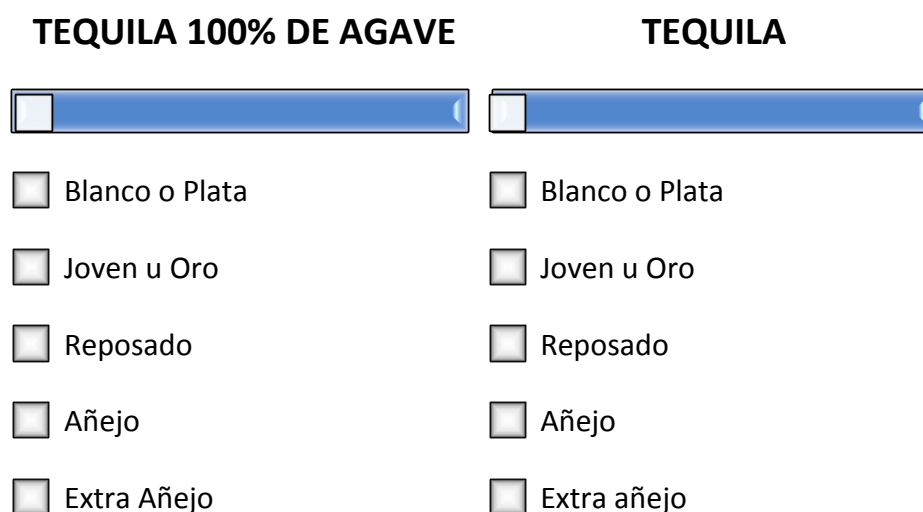 TEQUILA 100% DE AGAVE
Blanco o Plata
Joven u Oro
Reposado
Añejo
Extra Añejo
TEQUILA
Blanco o Plata
Joven u Oro
Reposado
Añejo
Extra añejo